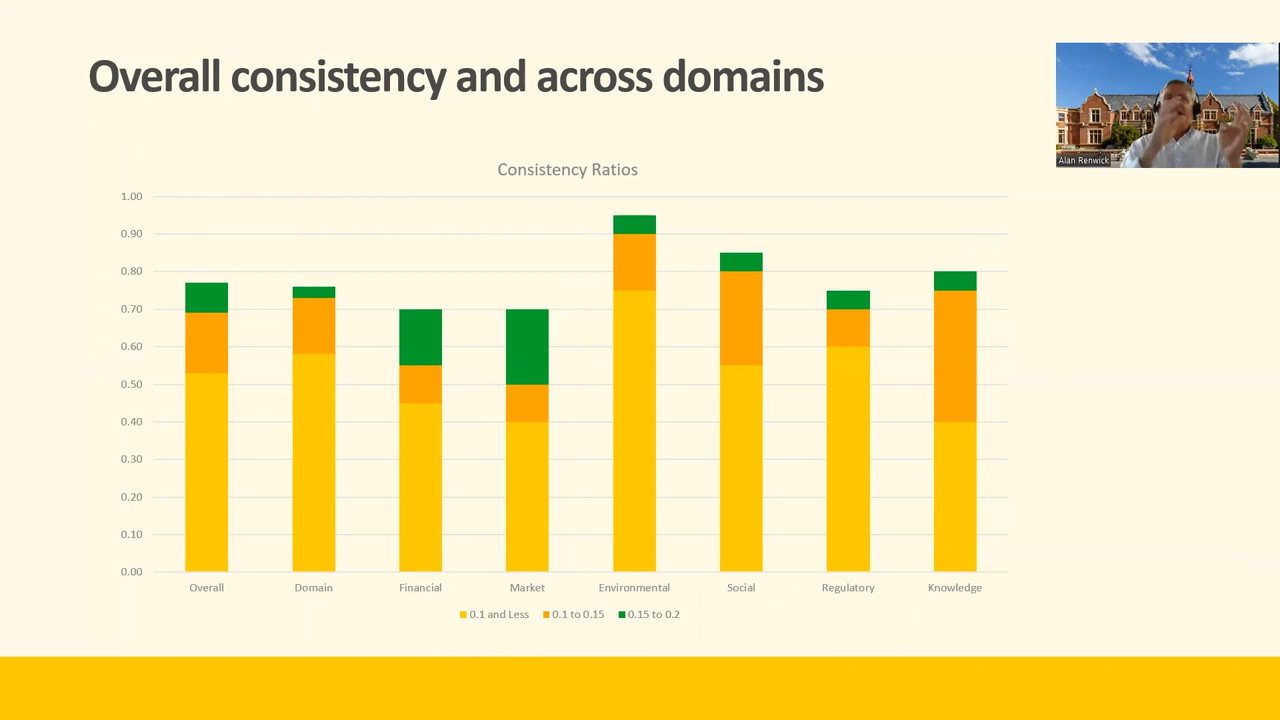 Overall consistency and across domains
Alan Renwick
Consistency Ratios
1.00
0.90
0.80
0.70
0.60
0.50
0.40
0.30
0.20
0.10
0.00
Overall Domain Financial Market Environmental Social Regulatory Knowledge
0.1 and Less 0.1 to 0.15 0.15 to 0.2